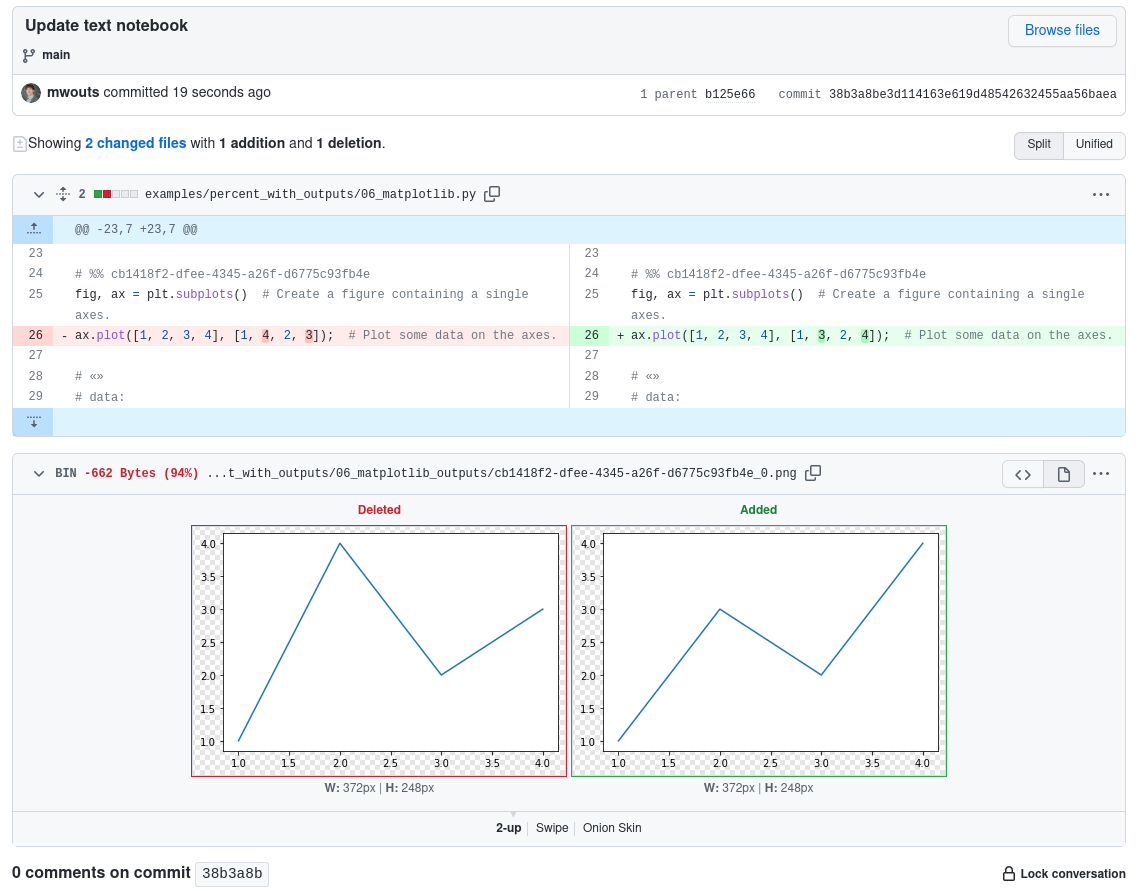 Update text notebook
Browse files
main
mwouts committed 19 seconds ago
1 parent b125e66 commit 38b3a8be3d114163e619d48542632455aa56baea
Showing 2 changed files with 1 addition and 1 deletion.
Split Unified
2 examples/percent_with_outputs/06_matplotlib.py
@@ -23,7 +23,7 @@
23 23
24 # %% cb1418f2-dfee-4345-a26f-d6775c93fb4e 24 # %% cb1418f2-dfee-4345-a26f-d6775c93fb4e
25 fig, ax = plt.subplots()  # Create a figure containing a single 25 fig, ax = plt.subplots()  # Create a figure containing a single
axes. axes.
26 - ax.plot([1, 2, 3, 4], [1, 4, 2, 3]);  # Plot some data on the axes. 26 + ax.plot([1, 2, 3, 4], [1, 3, 2, 4]);  # Plot some data on the axes.
27 27
28 # «» 28 # «»
29 # data: 29 # data:
BIN -662 Bytes (94%) ...t_with_outputs/06_matplotlib_outputs/cb1418f2-dfee-4345-a26f-d6775c93fb4e_0.png
Deleted Added
4.0 4.0
3.5 3.5
3.0 3.0
2.5 2.5
2.0 2.0
1.5 1.5
1.0 1.0
1.0 1.5 2.0 2.5 3.0 3.5 4.0 1.0 1.5 2.0 2.5 3.0 3.5 4.0
W: 372px | H: 248px W: 372px | H: 248px
2-up Swipe Onion Skin
0 comments on commit 38b3a8b
Lock conversation